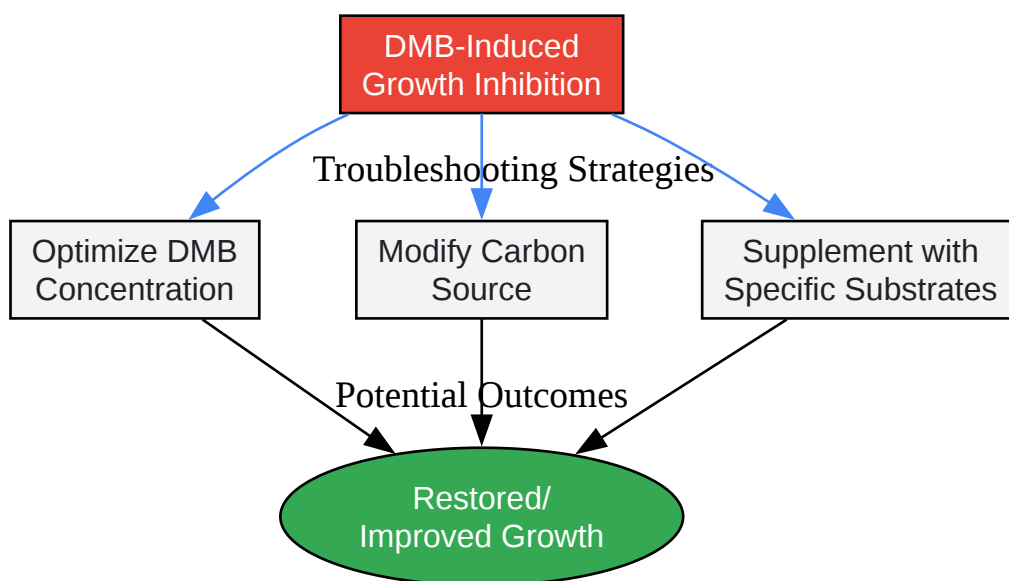 DMB-Induced
Growth Inhibition
Troubleshooting Strategies
Optimize DMB
Concentration
Modify Carbon
Source
Supplement with
Specific Substrates
Potential Outcomes
Restored/
Improved Growth